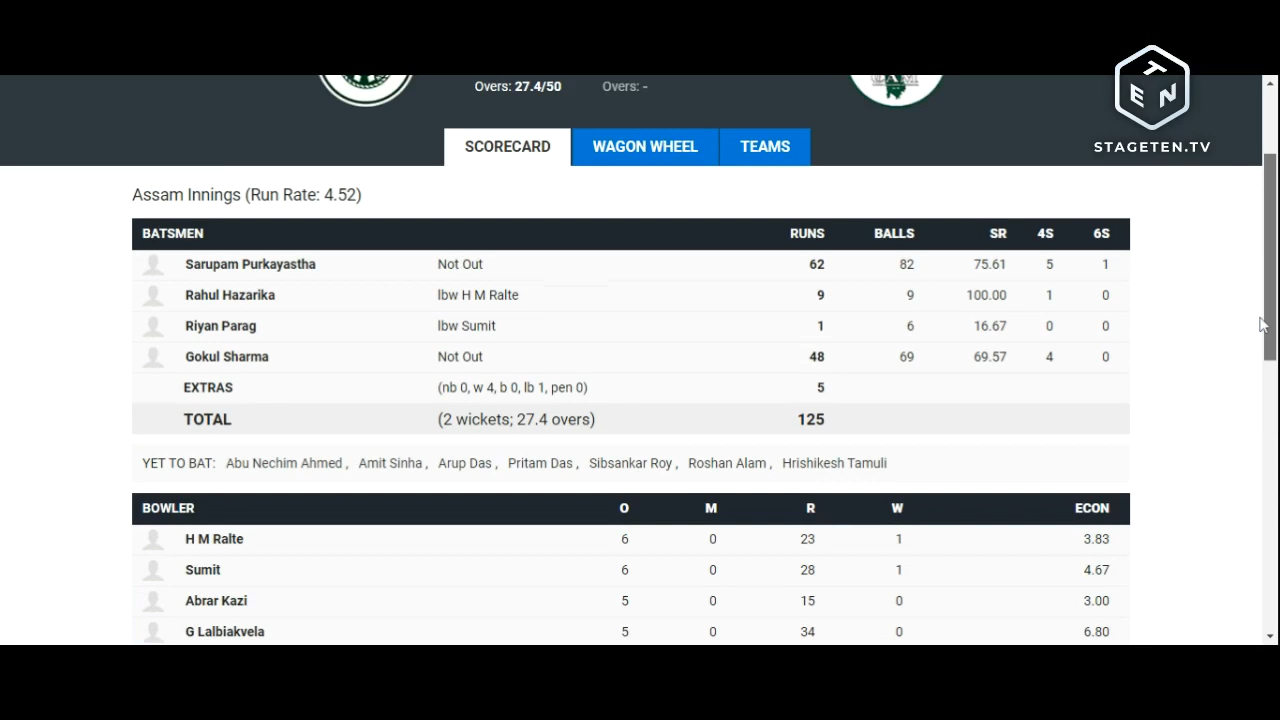 Overs: 27.4/50 Overs: -
TEN
STAGETEN.TV
SCORECARD WAGON WHEEL TEAMS
Assam Innings (Run Rate: 4.52)
BATSMEN RUNS BALLS SR 4S 6S
Sarupam Purkayastha Not Out 62 82 75.61 5 1
Rahul Hazarika lbw H M Ralte 9 9 100.00 1 0
Riyan Parag lbw Sumit 1 6 16.67 0 0
Gokul Sharma Not Out 48 69 69.57 4 0
EXTRAS (nb 0, w 4, b 0, lb 1, pen 0) 5
TOTAL (2 wickets; 27.4 overs) 125
YET TO BAT: Abu Nechim Ahmed , Amit Sinha , Arup Das , Pritam Das , Sibsankar Roy , Roshan Alam , Hrishikesh Tamuli
BOWLER O M R W ECON
H M Ralte 6 0 23 1 3.83
Sumit 6 0 28 1 4.67
Abrar Kazi 5 0 15 0 3.00
G Lalbiakvela 5 0 34 0 6.80